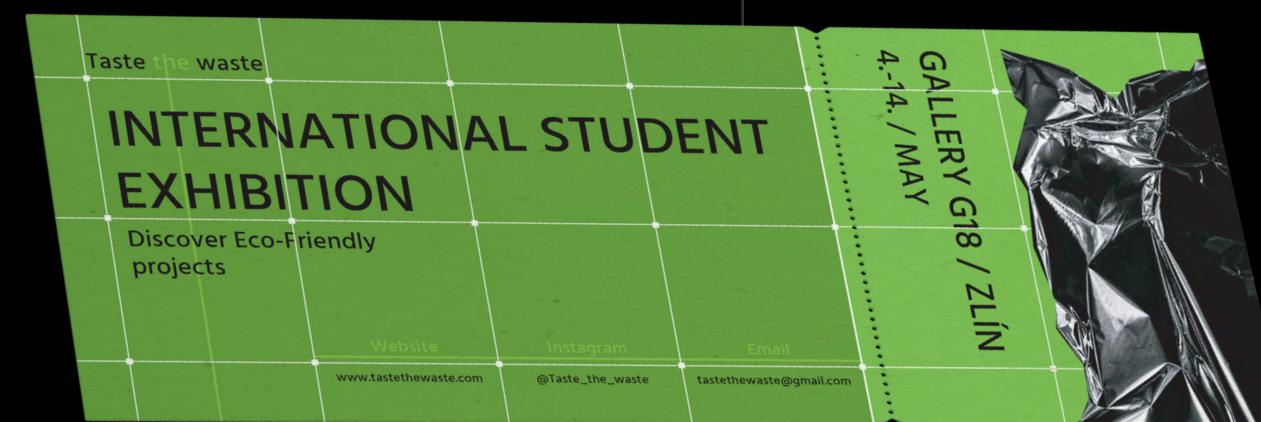 Taste the waste
INTERNATIONAL STUDENT
EXHIBITION
Discover Eco-Friendly
projects
Website
Instagram
Email
www.tastethewaste.com
@Taste_the_waste
tastethewaste@gmail.com
GALLERY G18 / ZLÍN
4.-14. / MAY